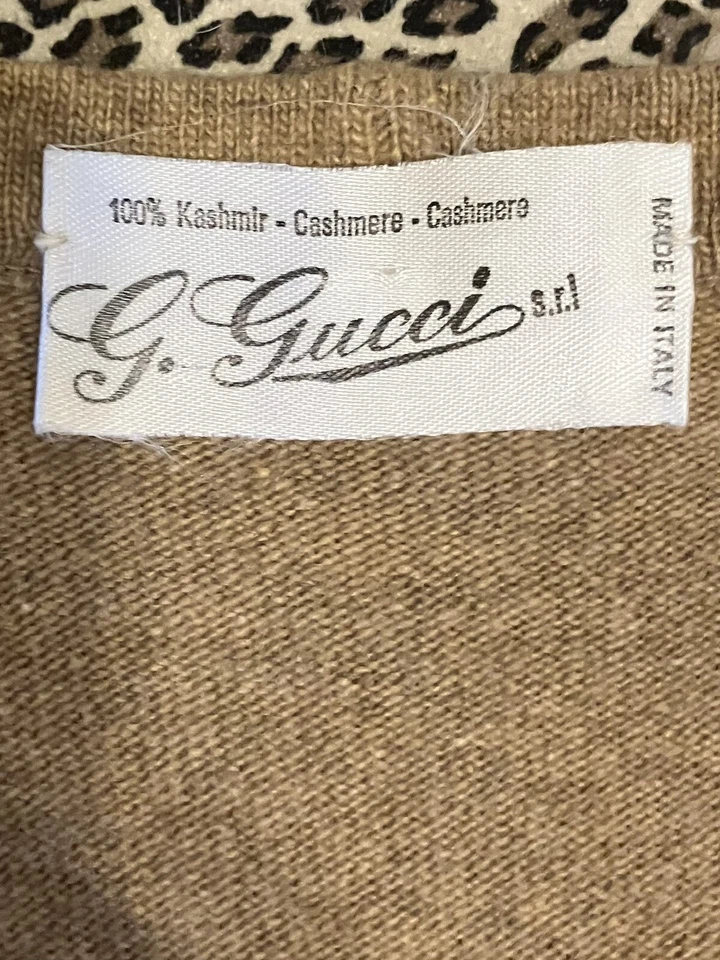 100% Kashmir - Cashmere - Cashmere
G. Gucci s.r.l
MADE IN ITALY